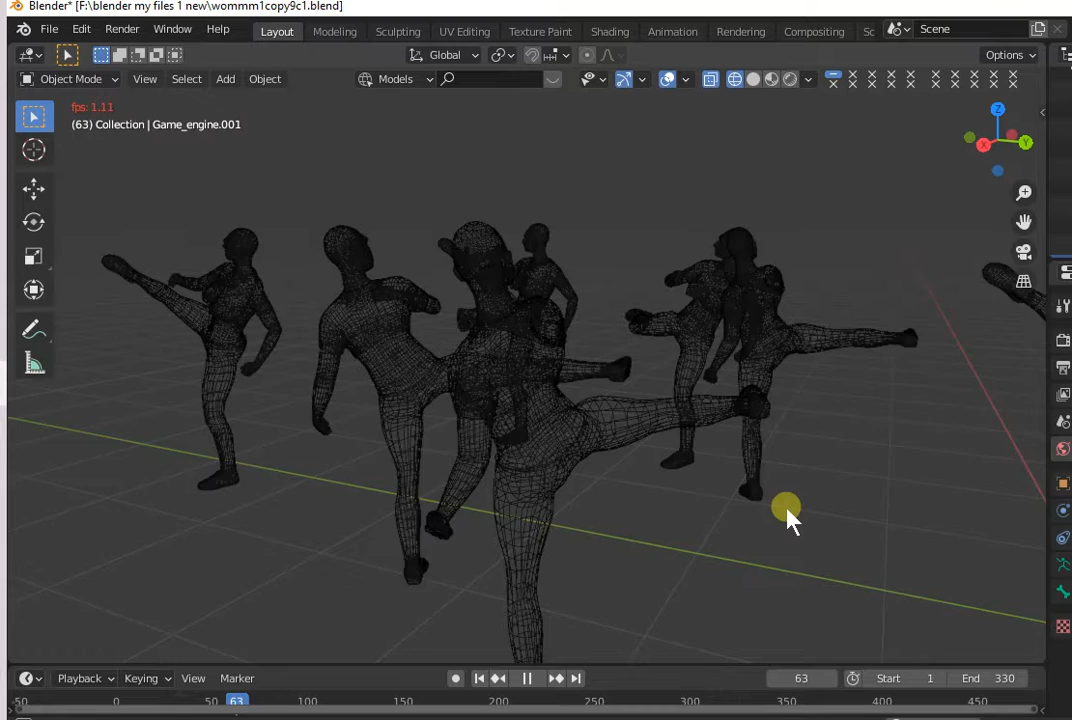 Blender* [F:\blender my files 1 new\wommm1copy9c1.blend]
File Edit Render Window Help Layout Modeling Sculpting UV Editing Texture Paint Shading Animation Rendering Compositing Sc Scene
Global Options
Object Mode View Select Add Object Models
fps: 1.11
(63) Collection | Game_engine.001
Z
X Y
Playback Keying View Marker 63 Start 1 End 330
-50 0 50 63 100 150 200 250 300 350 400 450